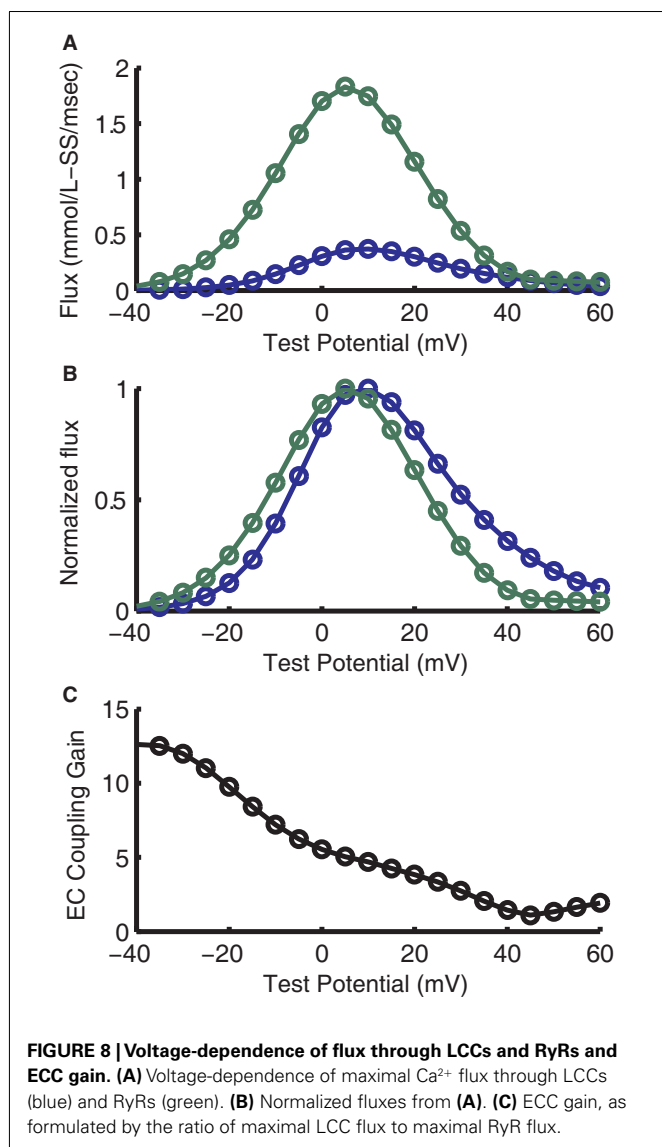 A
2
1.5
1
0.5
0
Flux (mmol/L–SS/msec)
−40 −20 0 20 40 60
Test Potential (mV)
B
1
0.5
0
Normalized flux
−40 −20 0 20 40 60
Test Potential (mV)
C
15
10
5
0
EC Coupling Gain
−40 −20 0 20 40 60
Test Potential (mV)
FIGURE 8 | Voltage-dependence of flux through LCCs and RyRs and
ECC gain. (A) Voltage-dependence of maximal Ca²⁺ flux through LCCs
(blue) and RyRs (green). (B) Normalized fluxes from (A). (C) ECC gain, as
formulated by the ratio of maximal LCC flux to maximal RyR flux.